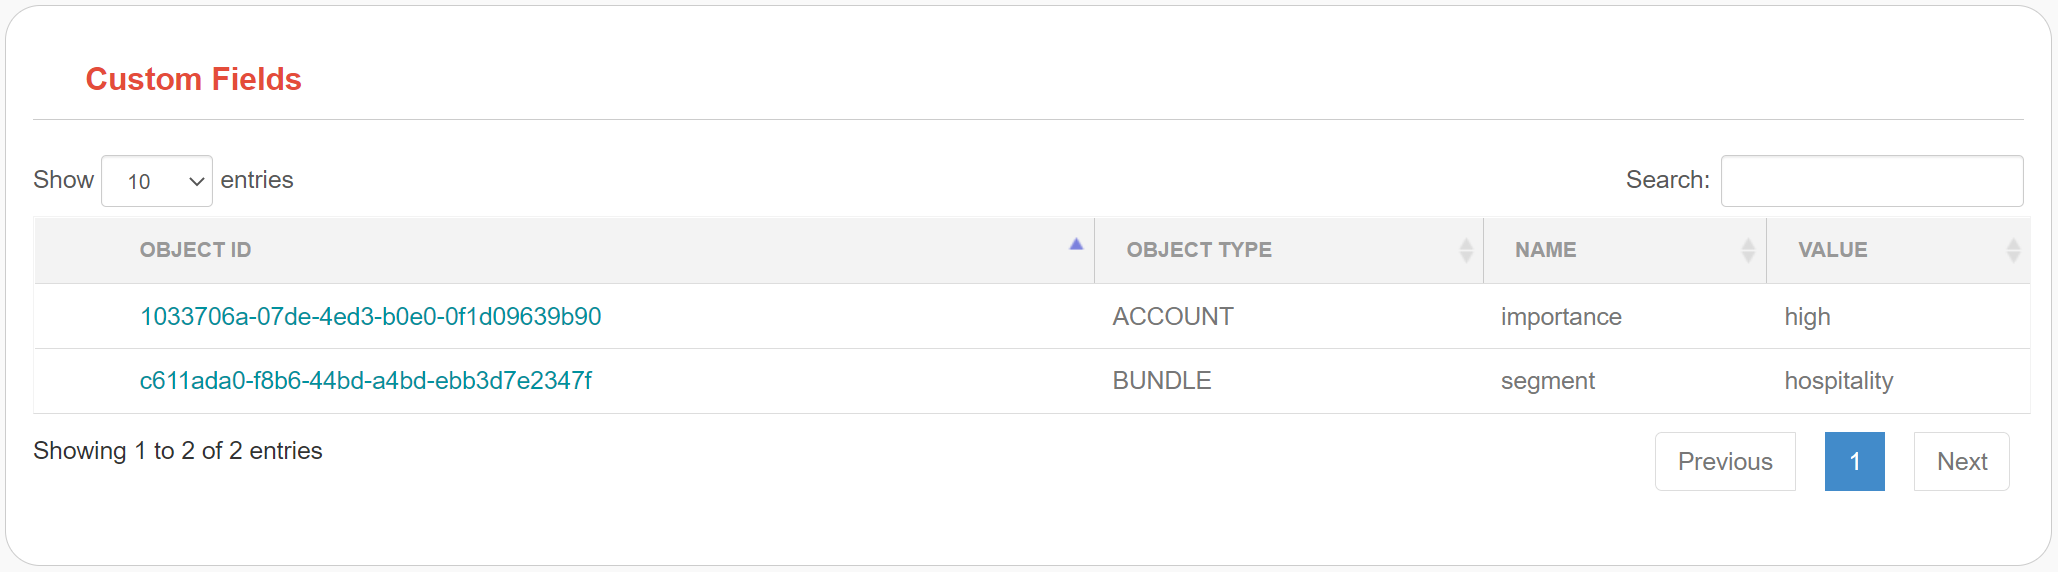 Custom Fields
Show 10 entries Search:
OBJECT ID OBJECT TYPE NAME VALUE
1033706a-07de-4ed3-b0e0-0f1d09639b90 ACCOUNT importance high
c611ada0-f8b6-44bd-a4bd-ebb3d7e2347f BUNDLE segment hospitality
Showing 1 to 2 of 2 entries Previous 1 Next